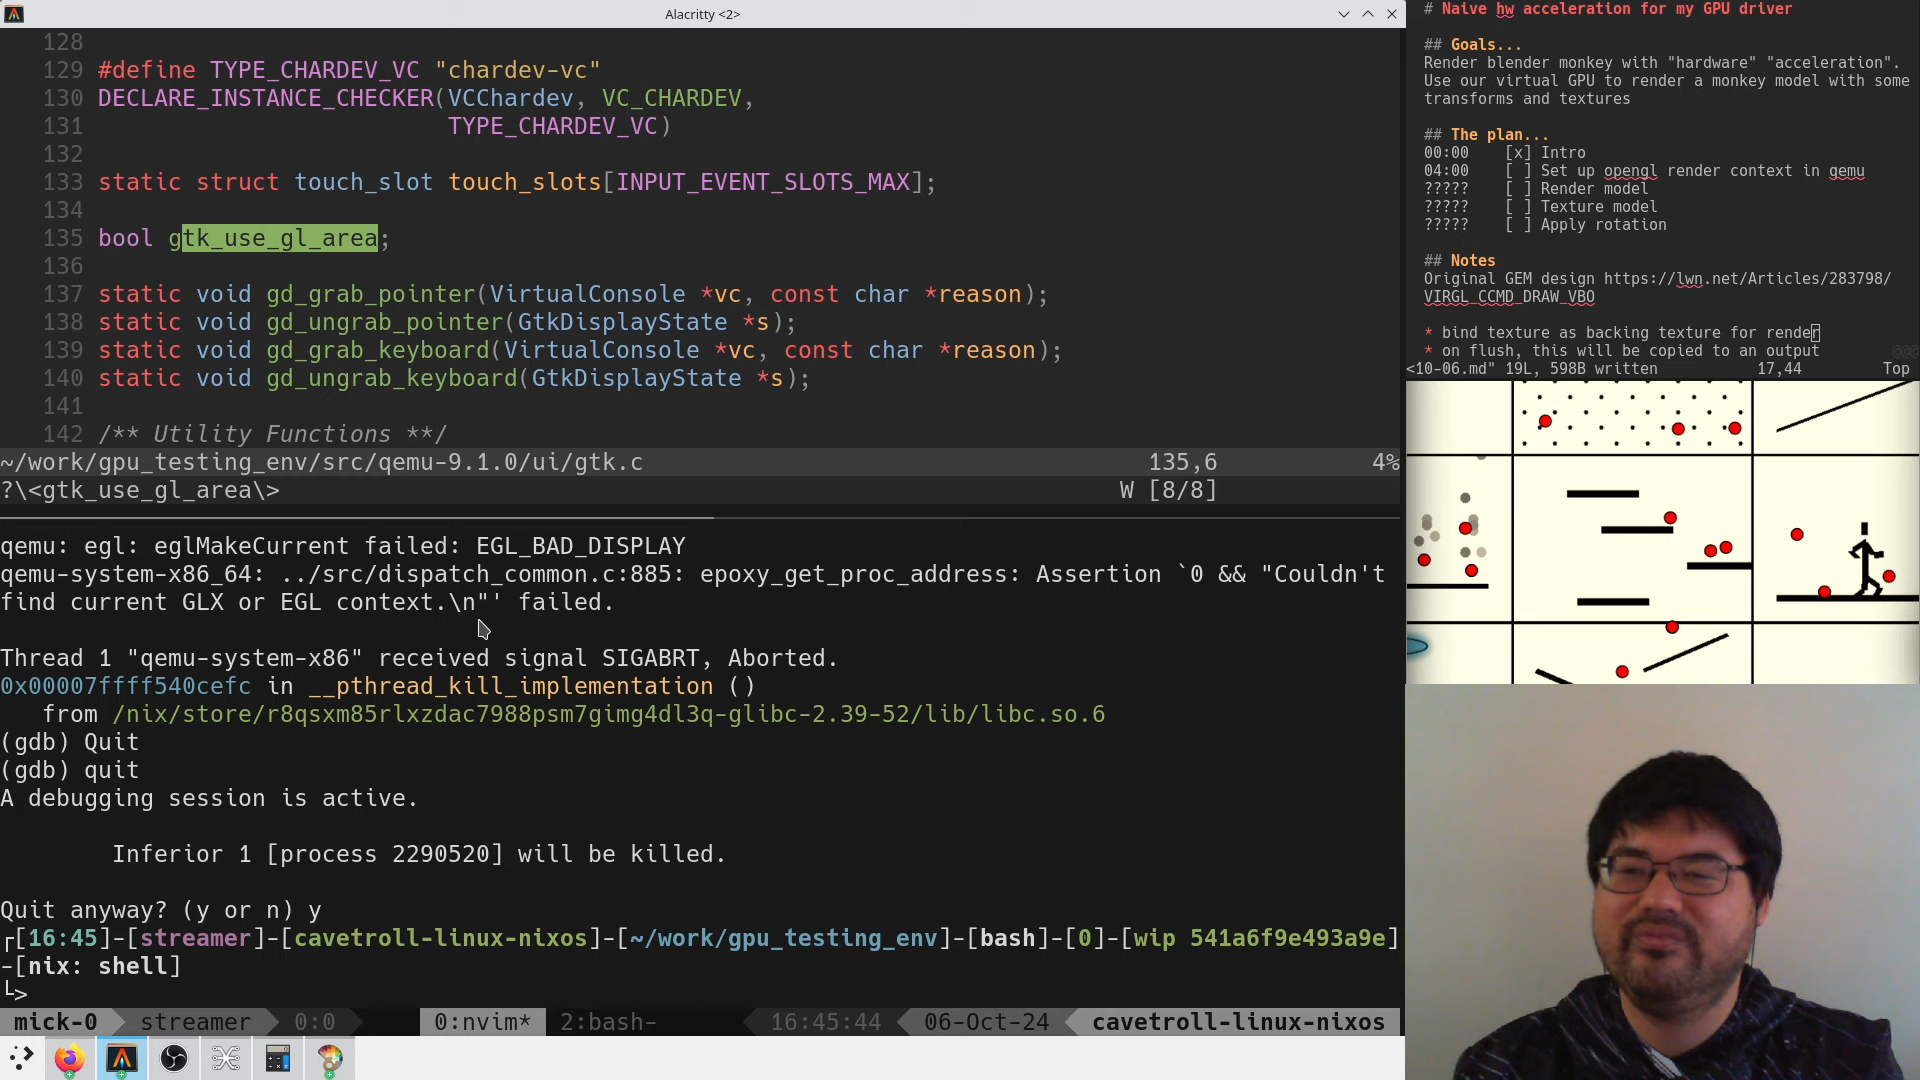 Alacritty <2>
128
129 #define TYPE_CHARDEV_VC "chardev-vc"
130 DECLARE_INSTANCE_CHECKER(VCChardev, VC_CHARDEV,
131 TYPE_CHARDEV_VC)
132
133 static struct touch_slot touch_slots[INPUT_EVENT_SLOTS_MAX];
134
135 bool gtk_use_gl_area;
136
137 static void gd_grab_pointer(VirtualConsole *vc, const char *reason);
138 static void gd_ungrab_pointer(GtkDisplayState *s);
139 static void gd_grab_keyboard(VirtualConsole *vc, const char *reason);
140 static void gd_ungrab_keyboard(GtkDisplayState *s);
141
142 /** Utility Functions **/
~/work/gpu_testing_env/src/qemu-9.1.0/ui/gtk.c 135,6 4%
?\<gtk_use_gl_area\> W [8/8]
qemu: egl: eglMakeCurrent failed: EGL_BAD_DISPLAY
qemu-system-x86_64: ../src/dispatch_common.c:885: epoxy_get_proc_address: Assertion `0 && "Couldn't
find current GLX or EGL context.\n"' failed.
Thread 1 "qemu-system-x86" received signal SIGABRT, Aborted.
0x00007ffff540cefc in __pthread_kill_implementation ()
from /nix/store/r8qsxm85rlxzdac7988psm7gimg4dl3q-glibc-2.39-52/lib/libc.so.6
(gdb) Quit
(gdb) quit
A debugging session is active.
Inferior 1 [process 2290520] will be killed.
Quit anyway? (y or n) y
┌[16:45]-[streamer]-[cavetroll-linux-nixos]-[~/work/gpu_testing_env]-[bash]-[0]-[wip 541a6f9e493a9e]
-[nix: shell]
└>
mick-0 streamer 0:0 0:nvim* 2:bash- 16:45:44 06-Oct-24 cavetroll-linux-nixos
# Naive hw acceleration for my GPU driver
## Goals...
Render blender monkey with "hardware" "acceleration".
Use our virtual GPU to render a monkey model with some
transforms and textures
## The plan...
00:00 [x] Intro
04:00 [ ] Set up opengl render context in qemu
????? [ ] Render model
????? [ ] Texture model
????? [ ] Apply rotation
## Notes
Original GEM design https://lwn.net/Articles/283798/
VIRGL_CCMD_DRAW_VBO
* bind texture as backing texture for render
* on flush, this will be copied to an output
<10-06.md" 19L, 598B written 17,44 Top